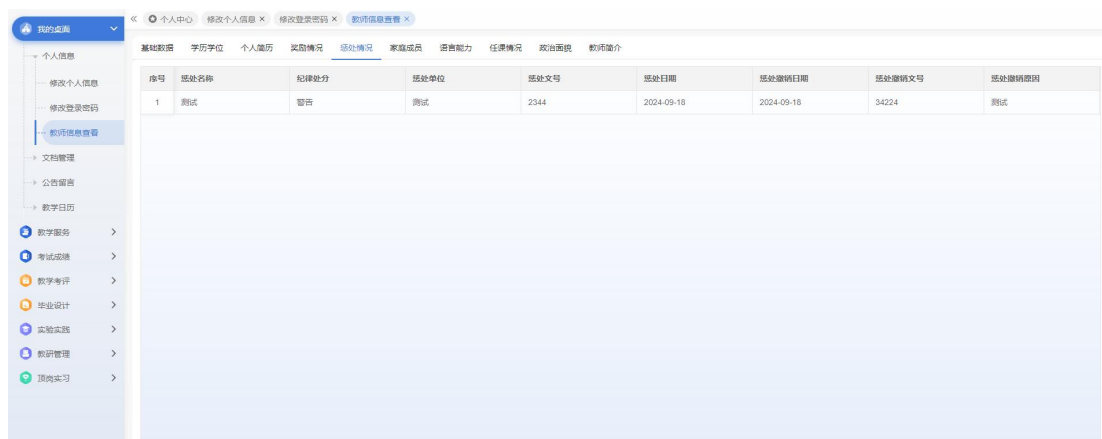 我的桌面
个人信息
修改个人信息
修改登录密码
教师信息查看
文档管理
公告留言
教学日历
教学服务
考试成绩
教学考评
毕业设计
实验实践
教研管理
顶岗实习
« 个人中心 修改个人信息 × 修改登录密码 × 教师信息查看 ×
基础数据 学历学位 个人简历 奖励情况 惩处情况 家庭成员 语言能力 任课情况 政治面貌 教师简介
序号 惩处名称 纪律处分 惩处单位 惩处文号 惩处日期 惩处撤销日期 惩处撤销文号 惩处撤销原因
1 测试 警告 测试 2344 2024-09-18 2024-09-18 34224 测试